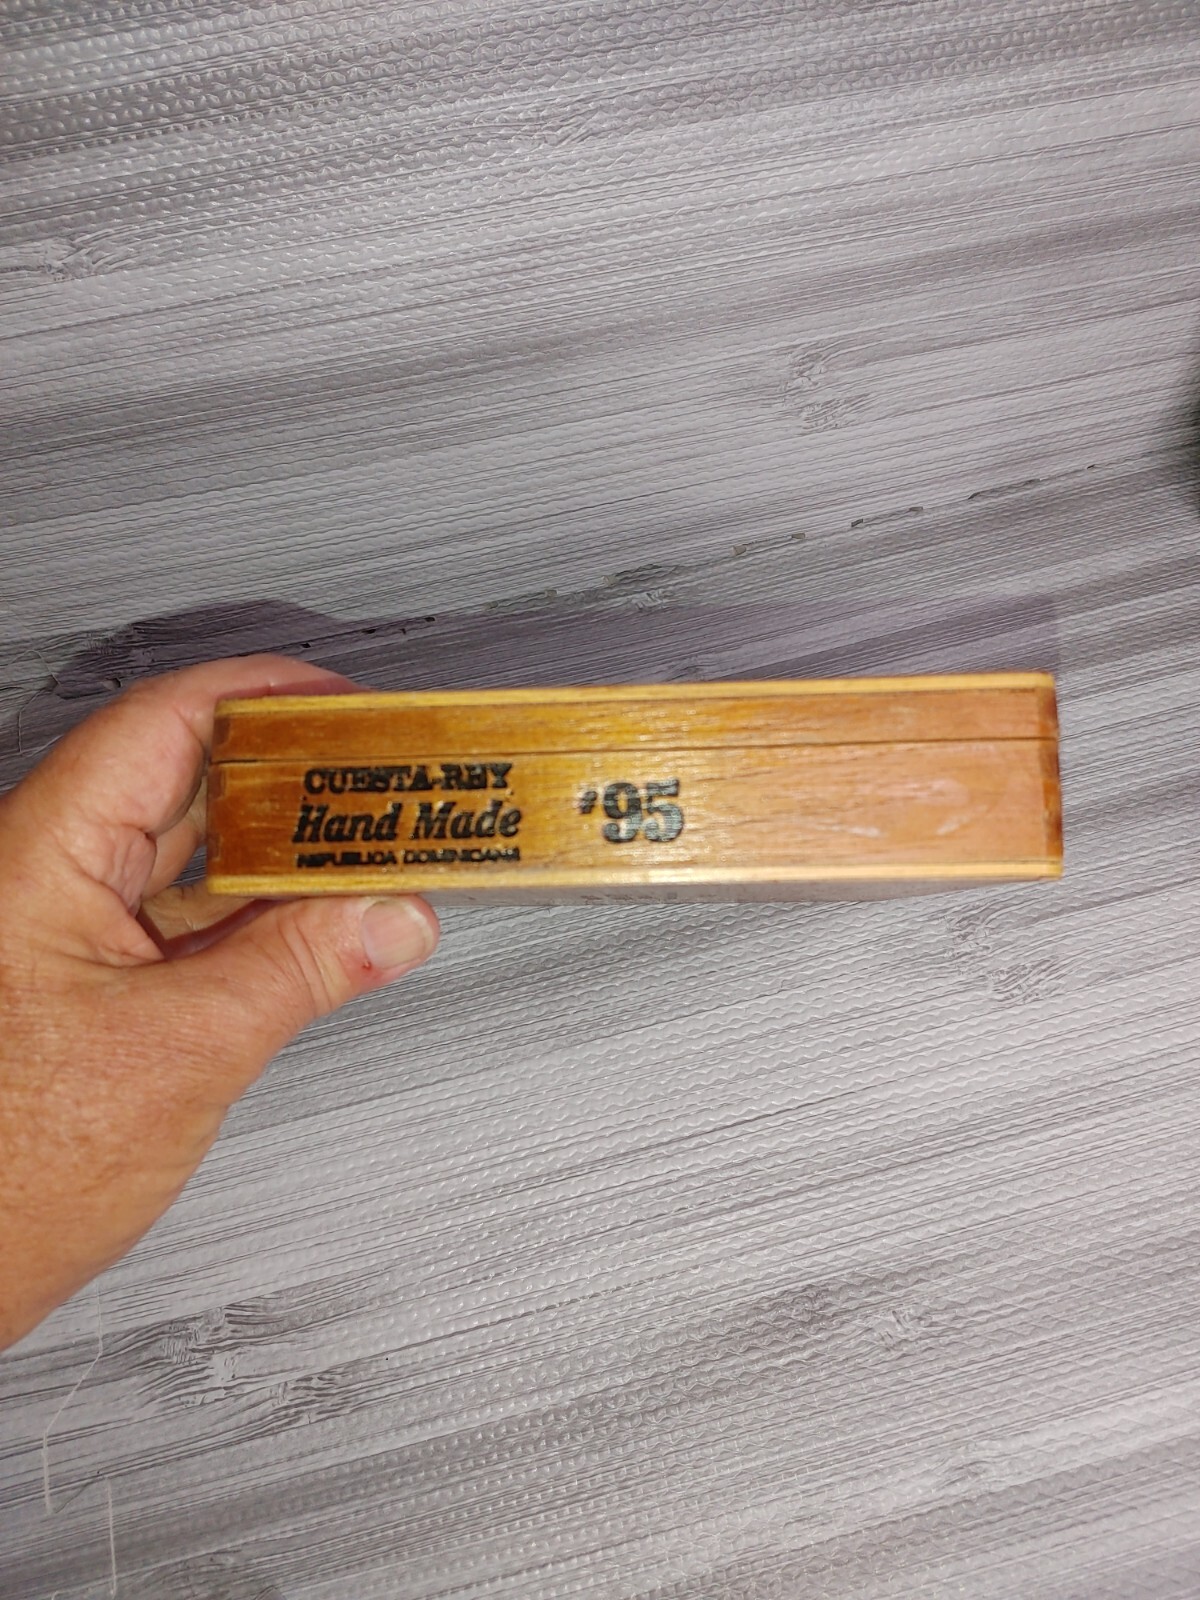 CUESTA-REY
Hand Made
REPUBLICA DOMINICANA
#95